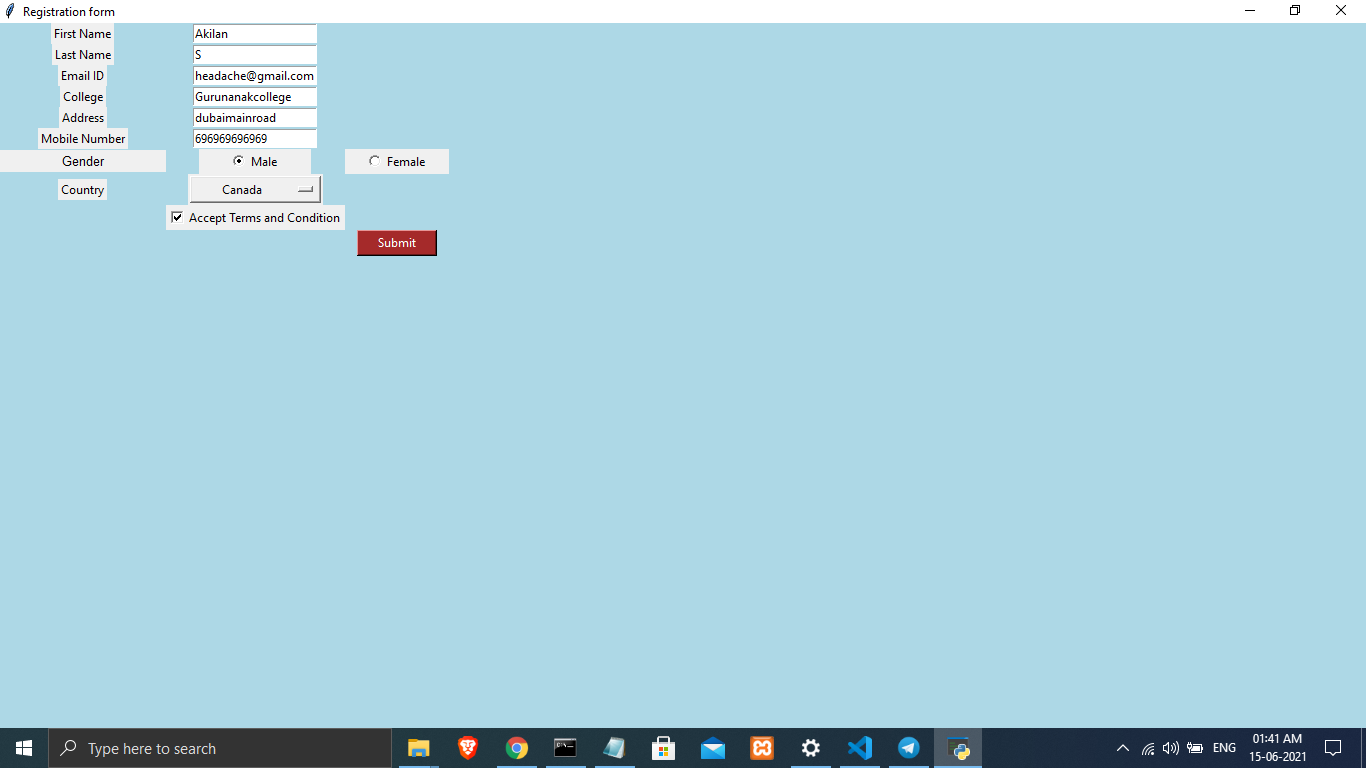 Registration form
First Name Akilan
Last Name S
Email ID headache@gmail.com
College Gurunanakcollege
Address dubaimainroad
Mobile Number 696969696969
Gender Male Female
Country Canada
Accept Terms and Condition
Submit
Type here to search
ENG
01:41 AM
15-06-2021